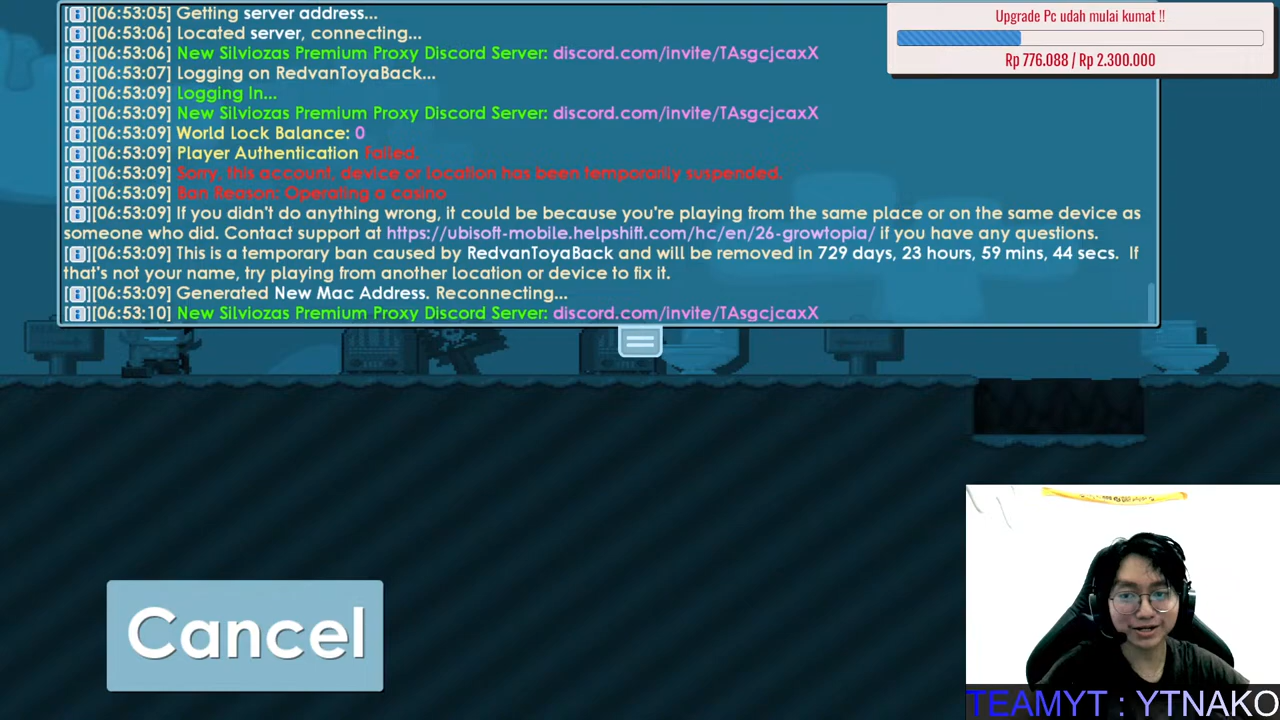 [06:53:05] Getting server address...
[06:53:06] Located server, connecting...
[06:53:06] New Silviozas Premium Proxy Discord Server: discord.com/invite/TAsgcjcaxX
[06:53:07] Logging on RedvanToyaBack...
[06:53:09] Logging In...
[06:53:09] New Silviozas Premium Proxy Discord Server: discord.com/invite/TAsgcjcaxX
[06:53:09] World Lock Balance: 0
[06:53:09] Player Authentication Failed.
[06:53:09] Sorry, this account, device or location has been temporarily suspended.
[06:53:09] Ban Reason: Operating a casino
[06:53:09] If you didn't do anything wrong, it could be because you're playing from the same place or on the same device as
someone who did. Contact support at https://ubisoft-mobile.helpshift.com/hc/en/26-growtopia/ if you have any questions.
[06:53:09] This is a temporary ban caused by RedvanToyaBack and will be removed in 729 days, 23 hours, 59 mins, 44 secs. If
that's not your name, try playing from another location or device to fix it.
[06:53:09] Generated New Mac Address. Reconnecting...
[06:53:10] New Silviozas Premium Proxy Discord Server: discord.com/invite/TAsgcjcaxX
Upgrade Pc udah mulai kumat !!
Rp 776.088 / Rp 2.300.000
Cancel
TEAMYT : YTNAKO